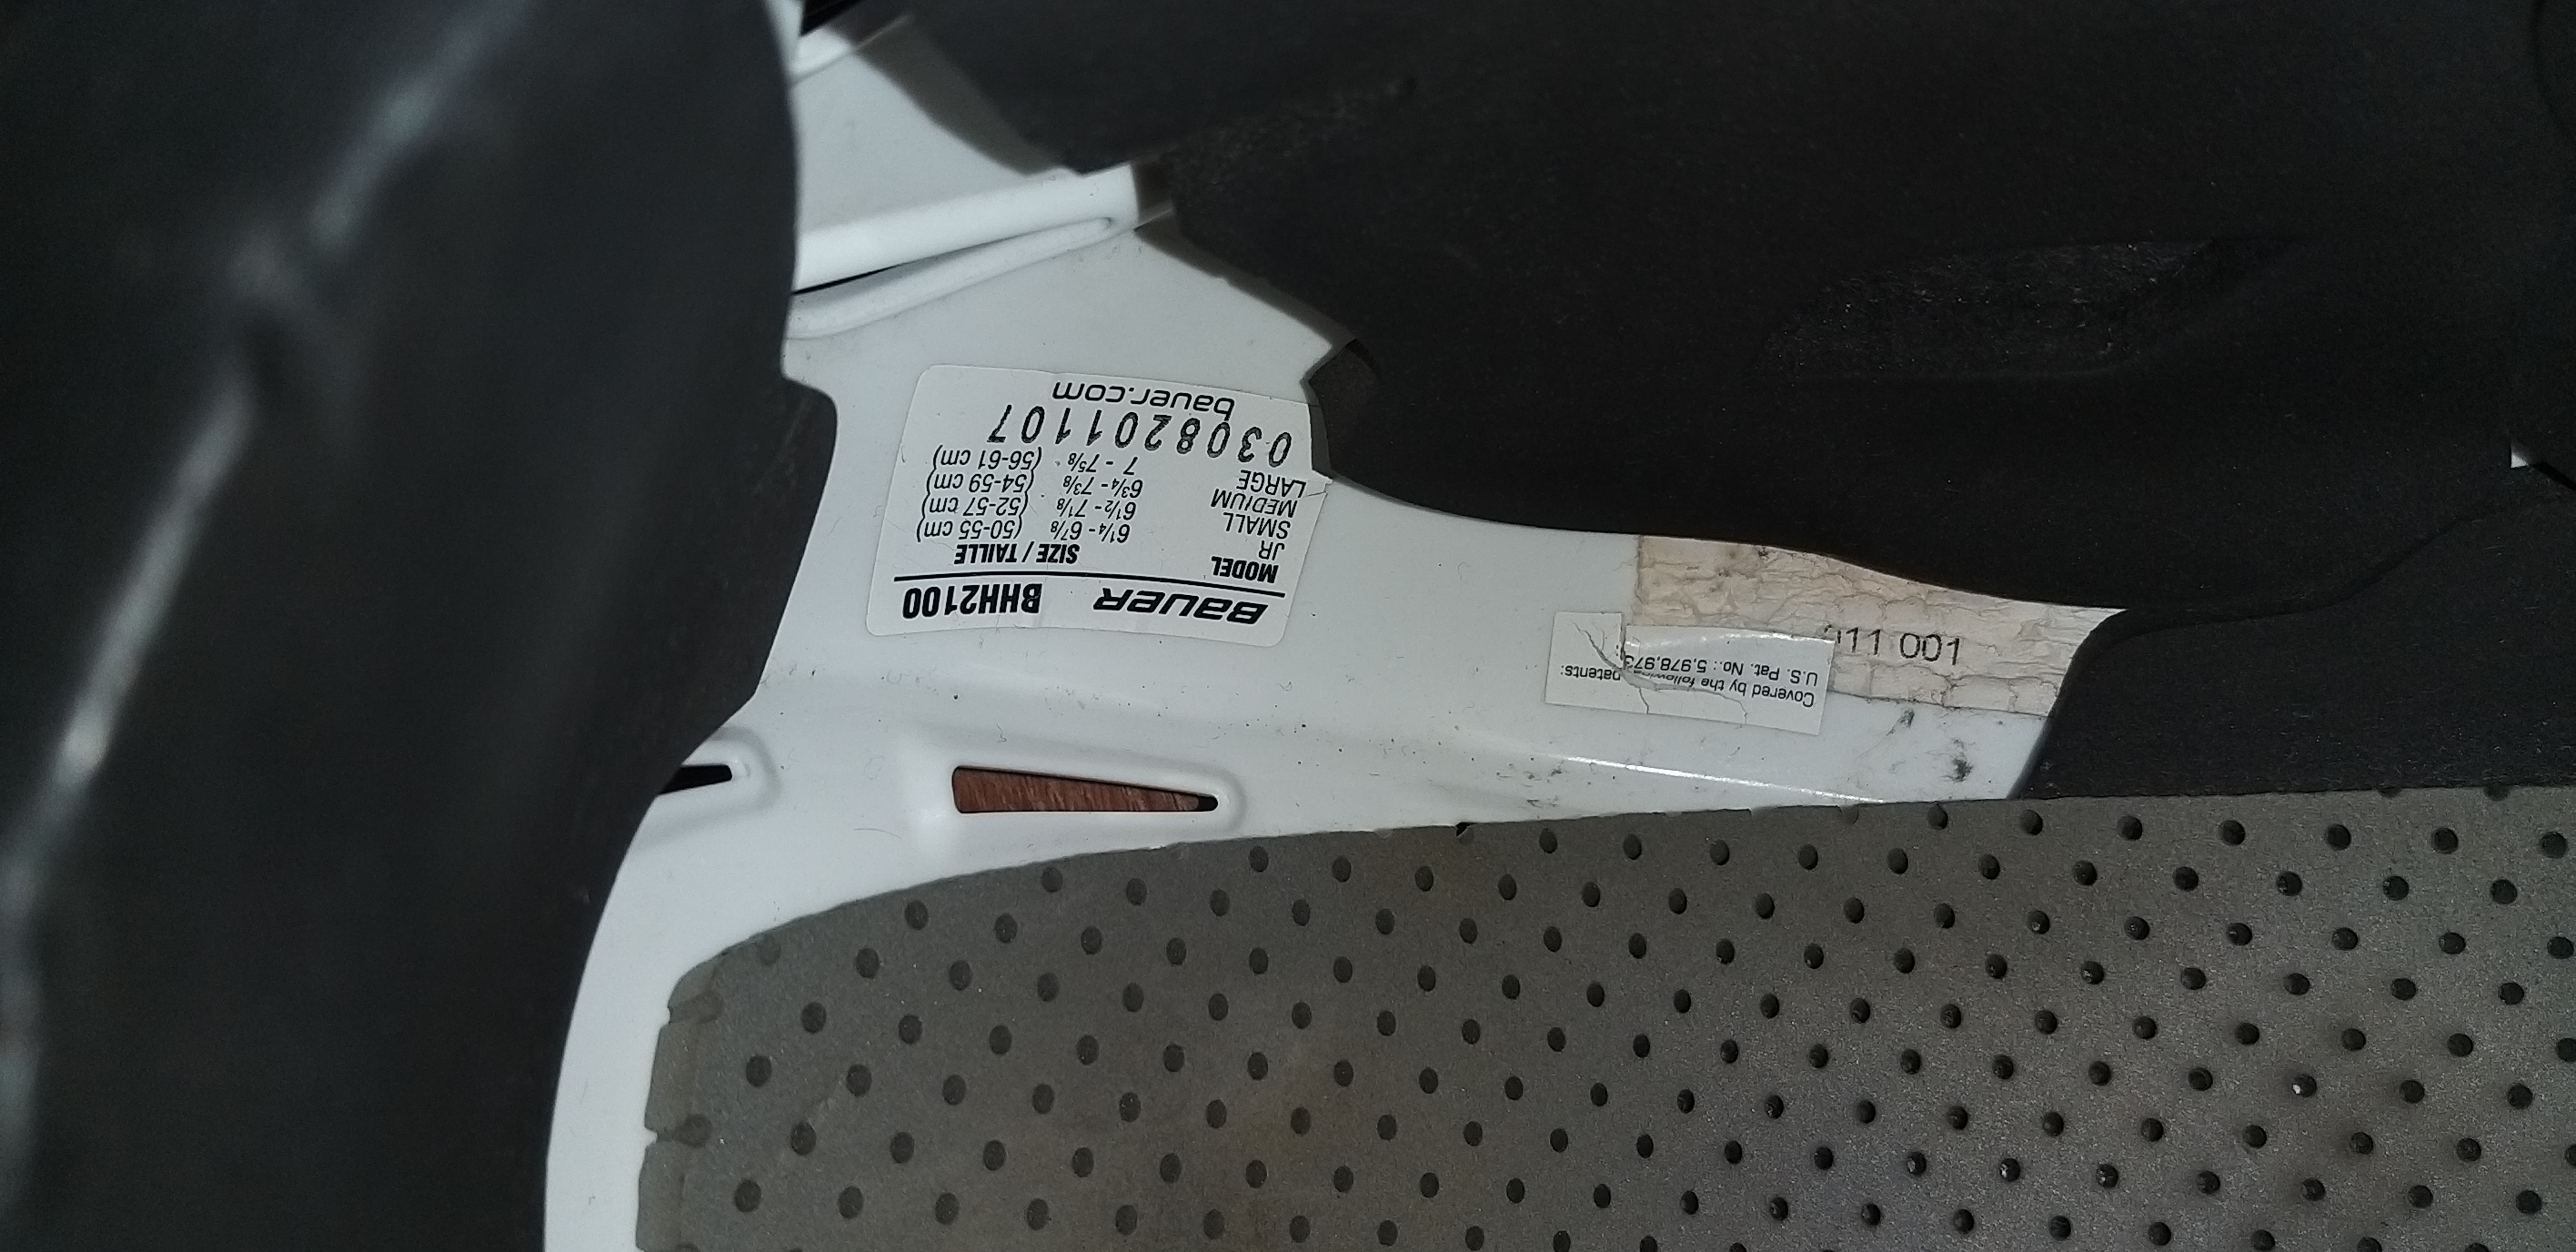 BAUER BHH2100
MODEL SIZE / TAILLE
JR 6¼ - 6⅞ (50-55 cm)
SMALL 6½ - 7⅛ (52-57 cm)
MEDIUM 6¾ - 7⅜ (54-59 cm)
LARGE 7 - 7⅝ (56-61 cm)
0308201107
bauer.com
Covered by the following patents:
U.S. Pat. No.: 5,978,973
11 001